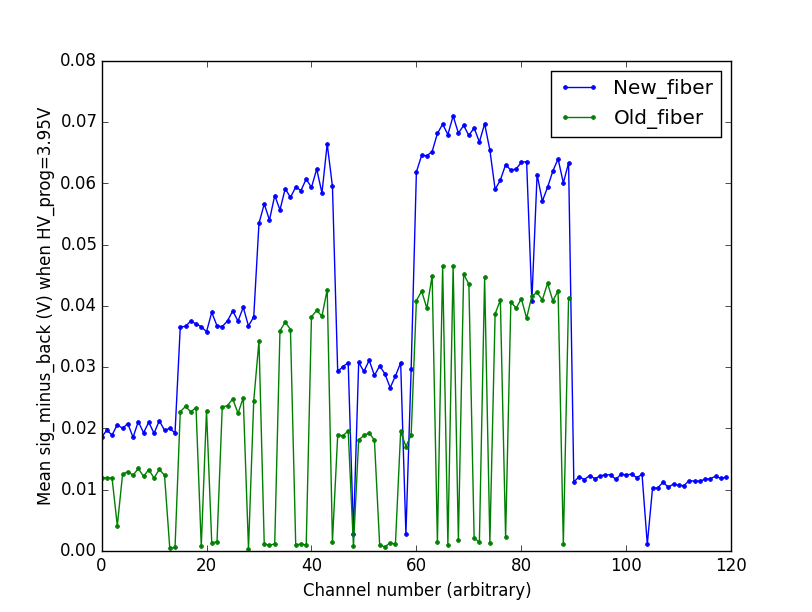 New_fiber
Old_fiber
Mean sig_minus_back (V) when HV_prog=3.95V
0.08
0.07
0.06
0.05
0.04
0.03
0.02
0.01
0.00
0 20 40 60 80 100 120
Channel number (arbitrary)